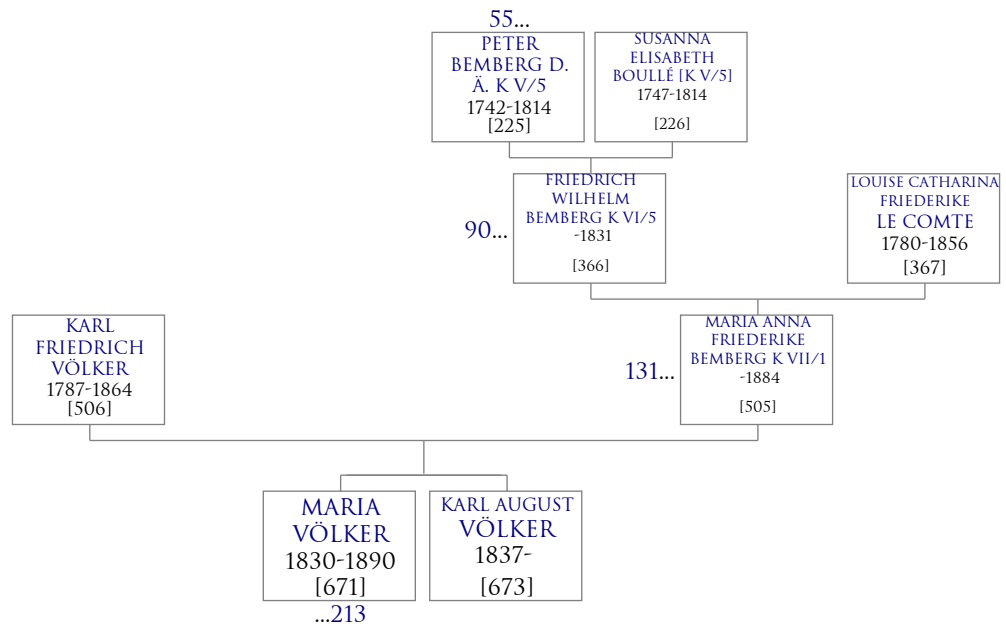 55...
PETER
BEMBERG D.
Ä. K V/5
1742-1814
[225]
SUSANNA
ELISABETH
BOULLÉ [K V/5]
1747-1814
[226]
90...
FRIEDRICH
WILHELM
BEMBERG K VI/5
-1831
[366]
LOUISE CATHARINA
FRIEDERIKE
LE COMTE
1780-1856
[367]
KARL
FRIEDRICH
VÖLKER
1787-1864
[506]
131...
MARIA ANNA
FRIEDERIKE
BEMBERG K VII/1
-1884
[505]
MARIA
VÖLKER
1830-1890
[671]
...213
KARL AUGUST
VÖLKER
1837-
[673]